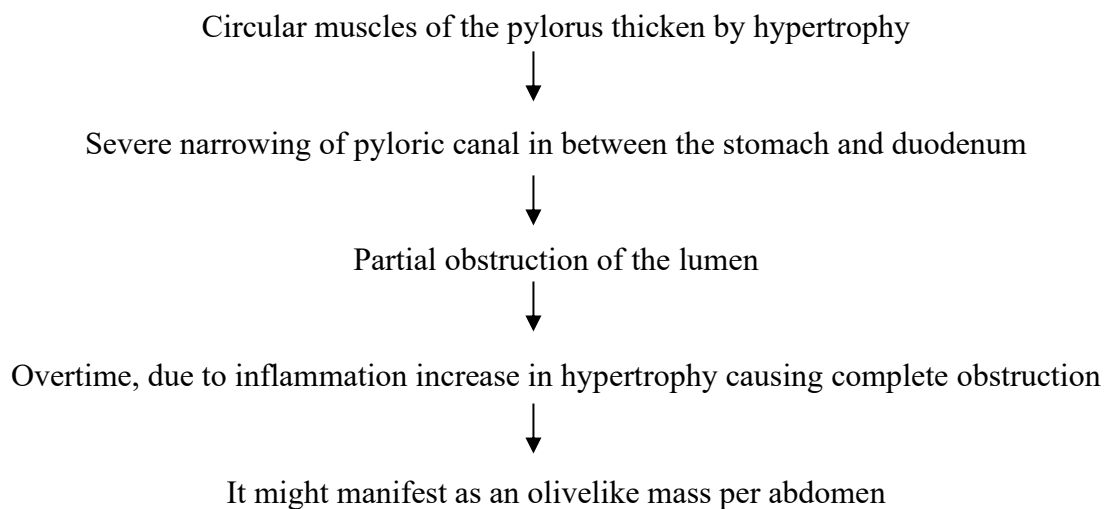 Circular muscles of the pylorus thicken by hypertrophy
Severe narrowing of pyloric canal in between the stomach and duodenum
Partial obstruction of the lumen
Overtime, due to inflammation increase in hypertrophy causing complete obstruction
It might manifest as an olivelike mass per abdomen